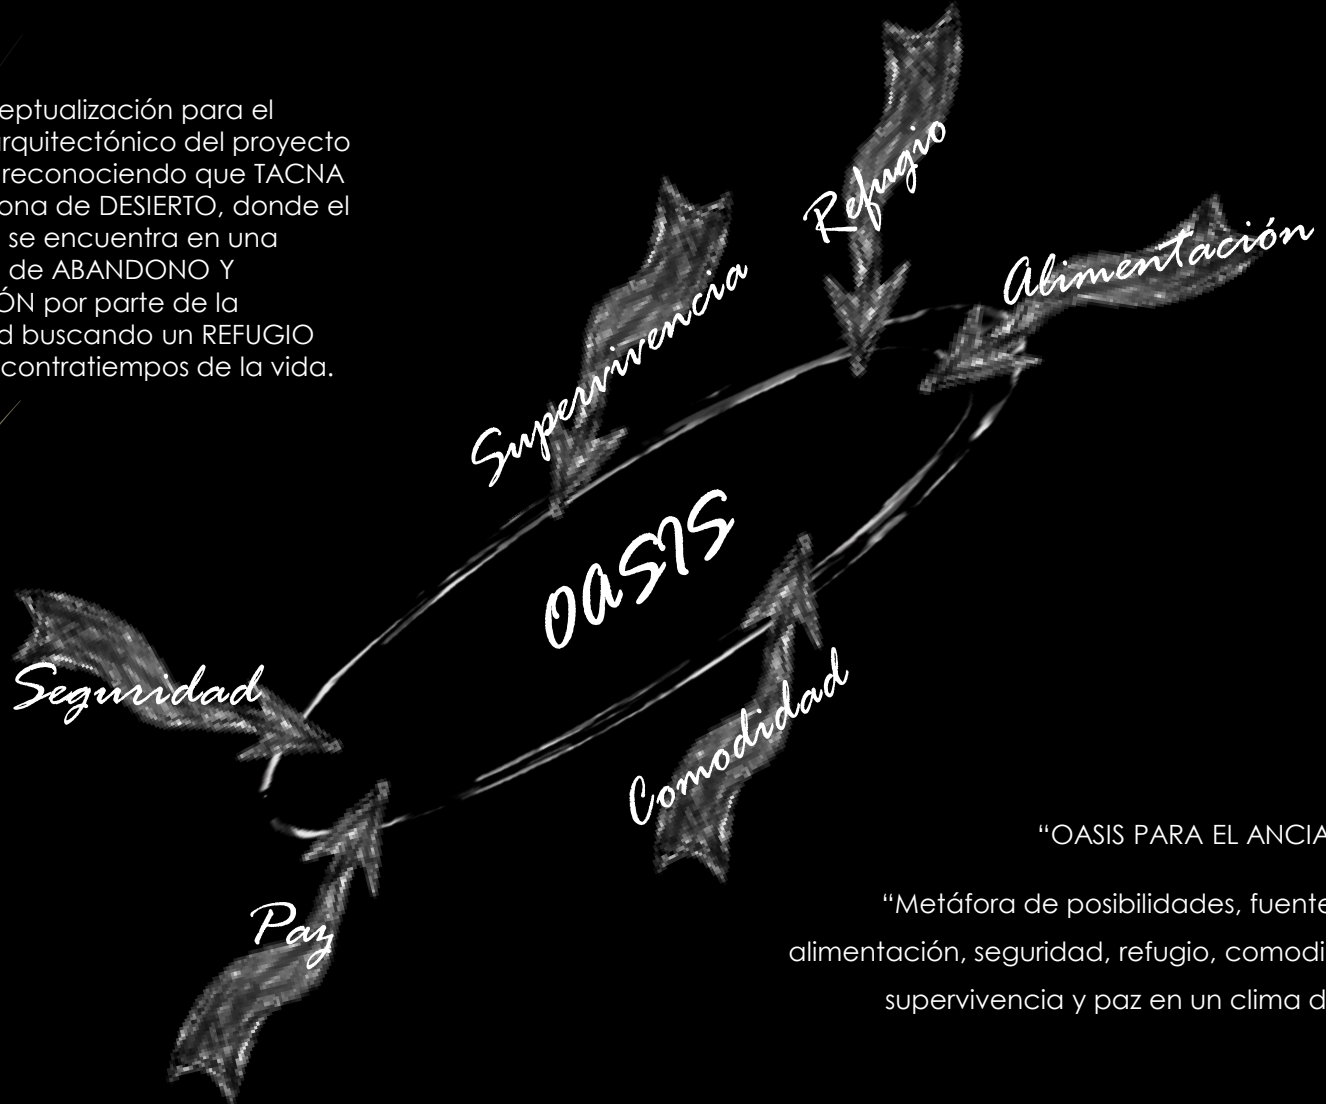 eptualización para el
rquitectónico del proyecto
reconociendo que TACNA
ona de DESIERTO, donde el
se encuentra en una
de ABANDONO Y
ÓN por parte de la
d buscando un REFUGIO
contratiempos de la vida.
Refugio
Alimentación
Supervivencia
OASIS
Seguridad
Comodidad
Paz
“OASIS PARA EL ANCIA
“Metáfora de posibilidades, fuente
alimentación, seguridad, refugio, comodi
supervivencia y paz en un clima d